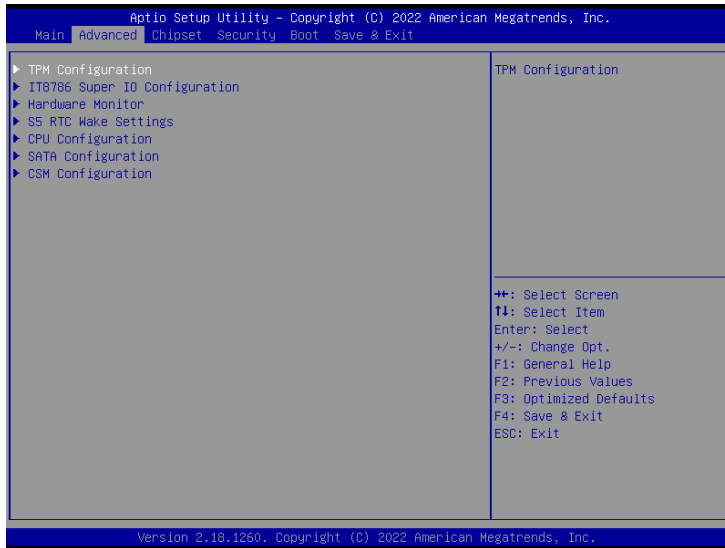 Aptio Setup Utility – Copyright (C) 2022 American Megatrends, Inc.
Main Advanced Chipset Security Boot Save & Exit
TPM Configuration
IT8786 Super IO Configuration
Hardware Monitor
S5 RTC Wake Settings
CPU Configuration
SATA Configuration
CSM Configuration
TPM Configuration
→←: Select Screen
↑↓: Select Item
Enter: Select
+/-: Change Opt.
F1: General Help
F2: Previous Values
F3: Optimized Defaults
F4: Save & Exit
ESC: Exit
Version 2.18.1260. Copyright (C) 2022 American Megatrends, Inc.